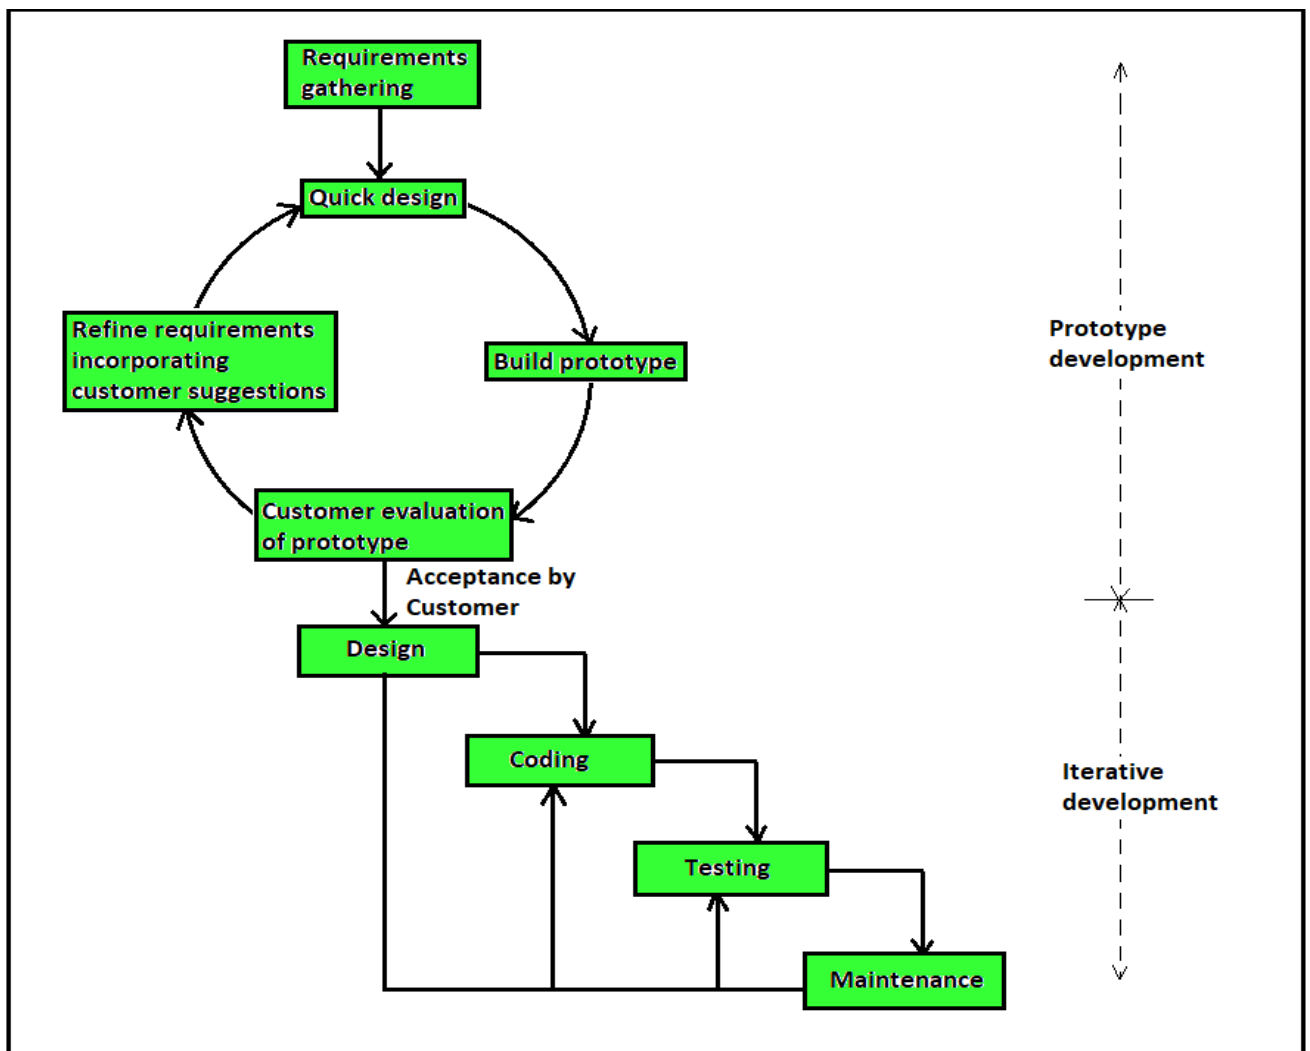 Requirements
gathering
Quick design
Refine requirements
incorporating
customer suggestions
Build prototype
Prototype
development
Customer evaluation
of prototype
Acceptance by
Customer
Design
Coding
Iterative
development
Testing
Maintenance